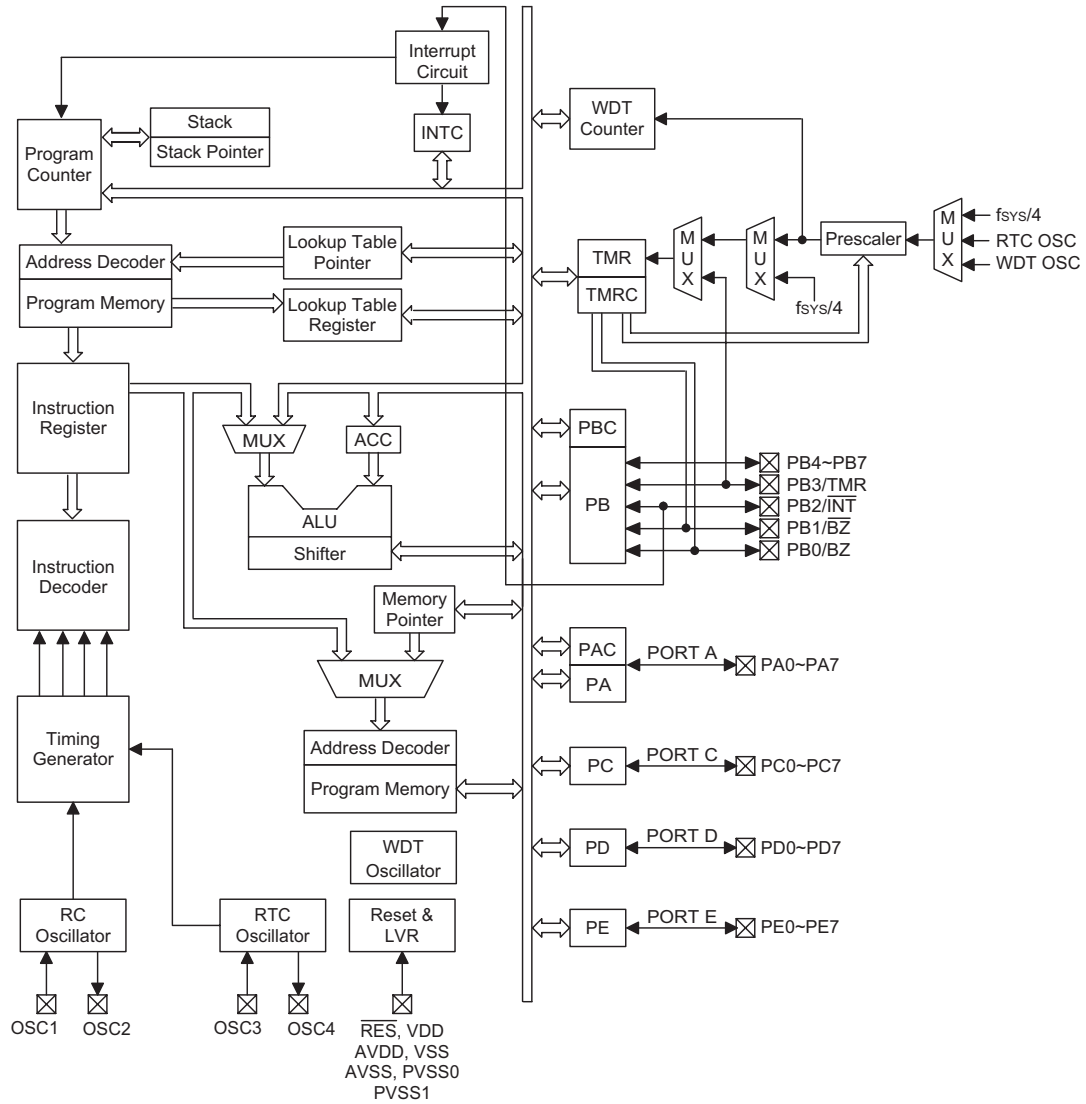 Interrupt
Circuit
INTC
Stack
Stack Pointer
Program
Counter
Address Decoder
Program Memory
Lookup Table
Pointer
Lookup Table
Register
Instruction
Register
MUX
ACC
ALU
Shifter
Instruction
Decoder
Memory
Pointer
MUX
Timing
Generator
Address Decoder
Program Memory
WDT
Oscillator
RC
Oscillator
RTC
Oscillator
Reset &
LVR
OSC1
OSC2
OSC3
OSC4
R̅E̅S̅, VDD
AVDD, VSS
AVSS, PVSS0
PVSS1
WDT
Counter
TMR
TMRC
MUX
MUX
fSYS/4
Prescaler
MUX
fSYS/4
RTC OSC
WDT OSC
PBC
PB
PB4~PB7
PB3/TMR
PB2/I̅N̅T̅
PB1/B̅Z̅
PB0/BZ
PAC
PA
PORT A
PA0~PA7
PC
PORT C
PC0~PC7
PD
PORT D
PD0~PD7
PE
PORT E
PE0~PE7